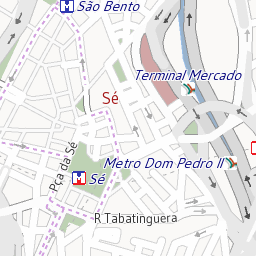 São Bento
Terminal Mercado
Sé
Pça da Sé
Metro Dom Pedro II
Sé
R Tabatinguera